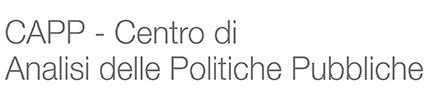 CAPP - Centro di
Analisi delle Politiche Pubbliche